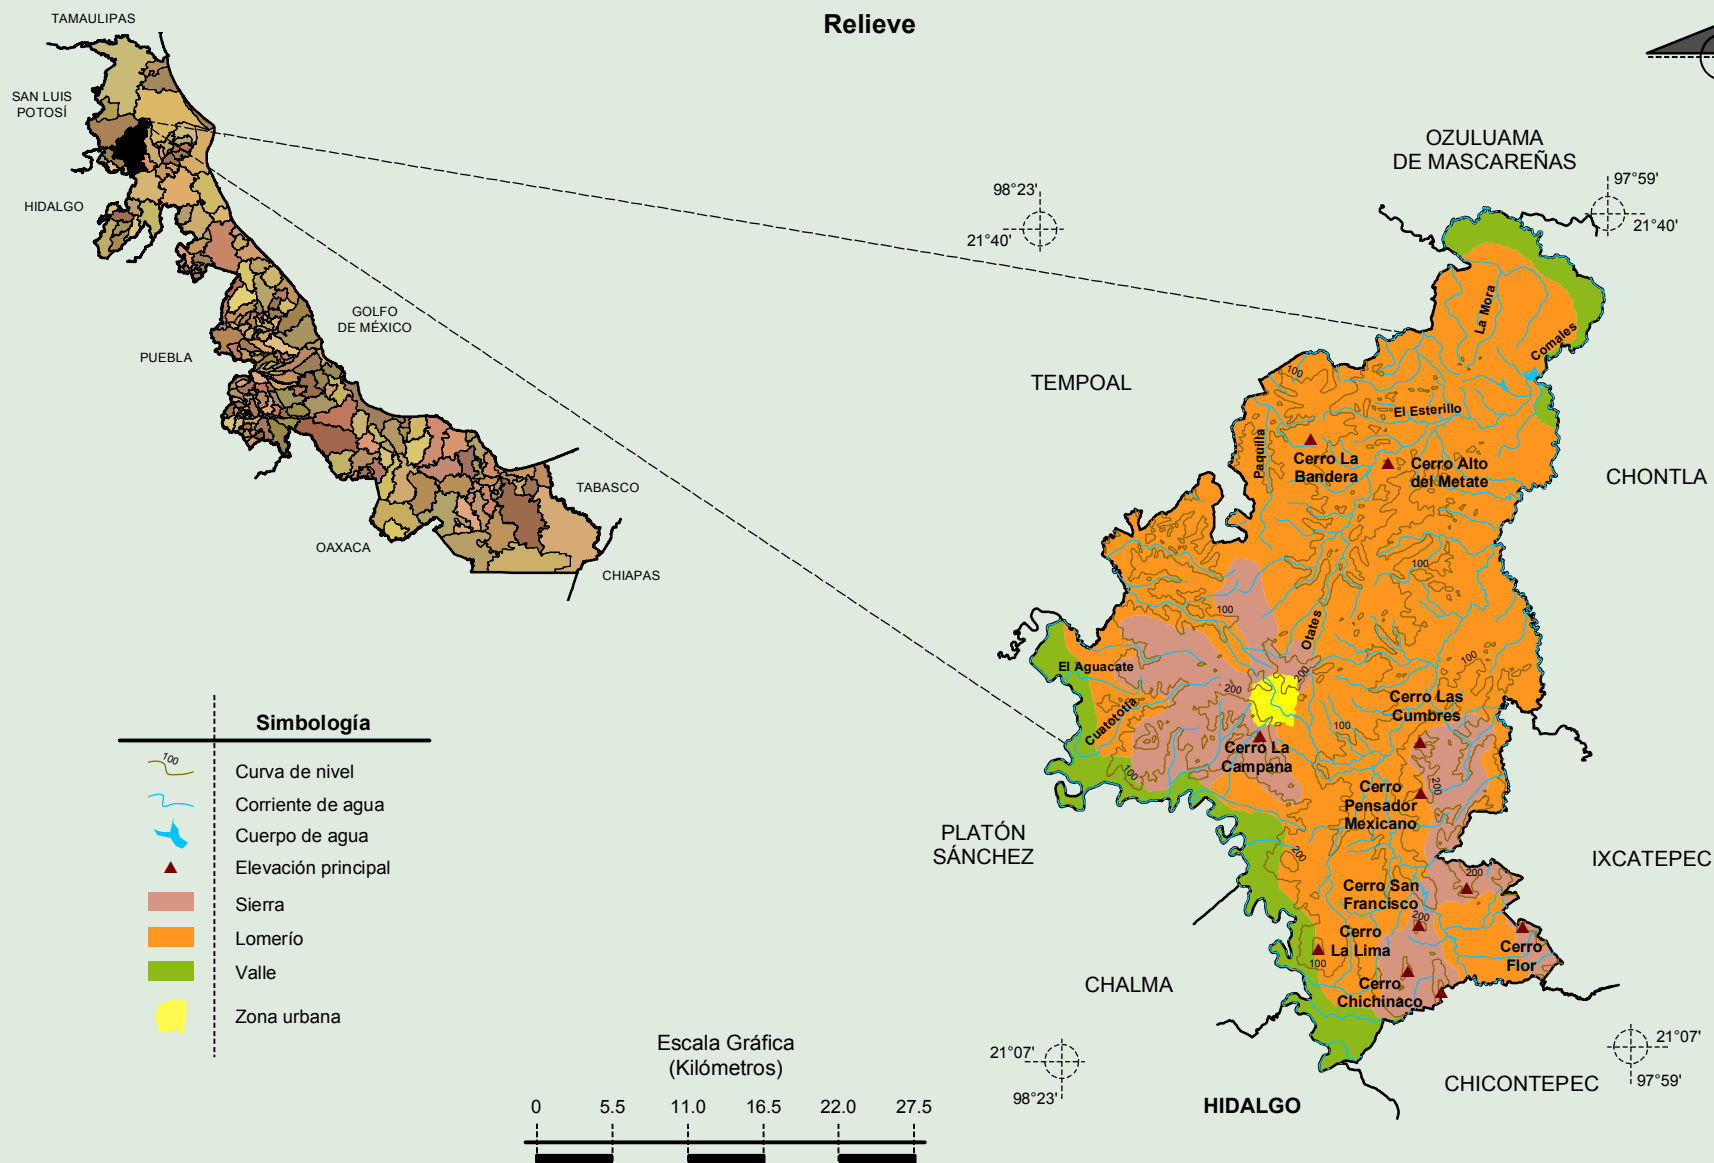 Relieve
TAMAULIPAS
SAN LUIS
POTOSÍ
HIDALGO
GOLFO
DE MÉXICO
PUEBLA
TABASCO
OAXACA
CHIAPAS
OZULUAMA
DE MASCAREÑAS
98°23'
21°40'
97°59'
21°40'
TEMPOAL
CHONTLA
La Mora
Comales
100
El Esterillo
Paquilla
Cerro La
Bandera
Cerro Alto
del Metate
100
100
Otates
100
El Aguacate
200
200
Cuatotola
Cerro Las
Cumbres
100
Cerro La
Campana
100
200
Cerro
Pensador
Mexicano
PLATÓN
SÁNCHEZ
IXCATEPEC
200
200
Cerro San
Francisco
200
Cerro
La Lima
100
Cerro
Flor
Cerro
Chichinaco
CHALMA
21°07'
98°23'
21°07'
97°59'
CHICONTEPEC
HIDALGO
Simbología
100
Curva de nivel
Corriente de agua
Cuerpo de agua
Elevación principal
Sierra
Lomerío
Valle
Zona urbana
Escala Gráfica
(Kilómetros)
0 5.5 11.0 16.5 22.0 27.5